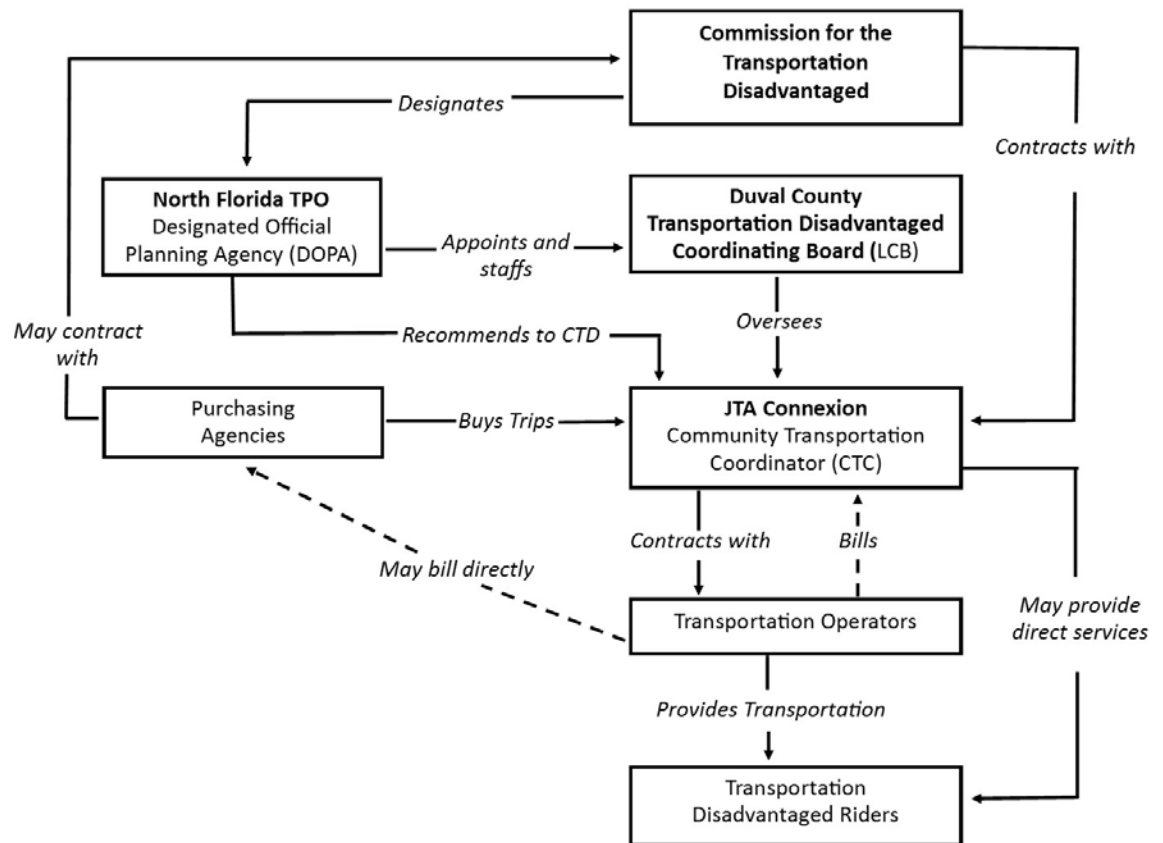 Commission for the
Transportation
Disadvantaged
Designates
Contracts with
North Florida TPO
Designated Official
Planning Agency (DOPA)
Appoints and
staffs
Duval County
Transportation Disadvantaged
Coordinating Board (LCB)
May contract
with
Recommends to CTD
Oversees
Purchasing
Agencies
Buys Trips
JTA Connexion
Community Transportation
Coordinator (CTC)
Contracts with
Bills
May bill directly
Transportation Operators
May provide
direct services
Provides Transportation
Transportation
Disadvantaged Riders